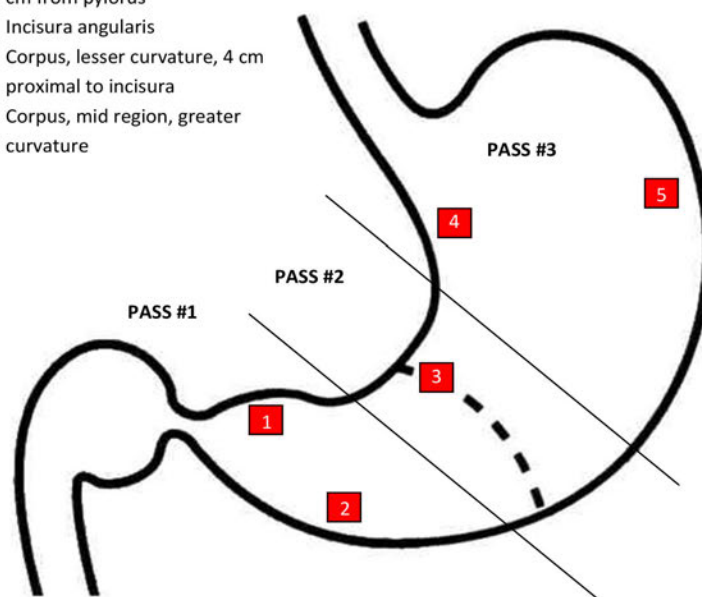 cm from pylorus
Incisura angularis
Corpus, lesser curvature, 4 cm
proximal to incisura
Corpus, mid region, greater
curvature
PASS #3
5
4
PASS #2
PASS #1
3
1
2